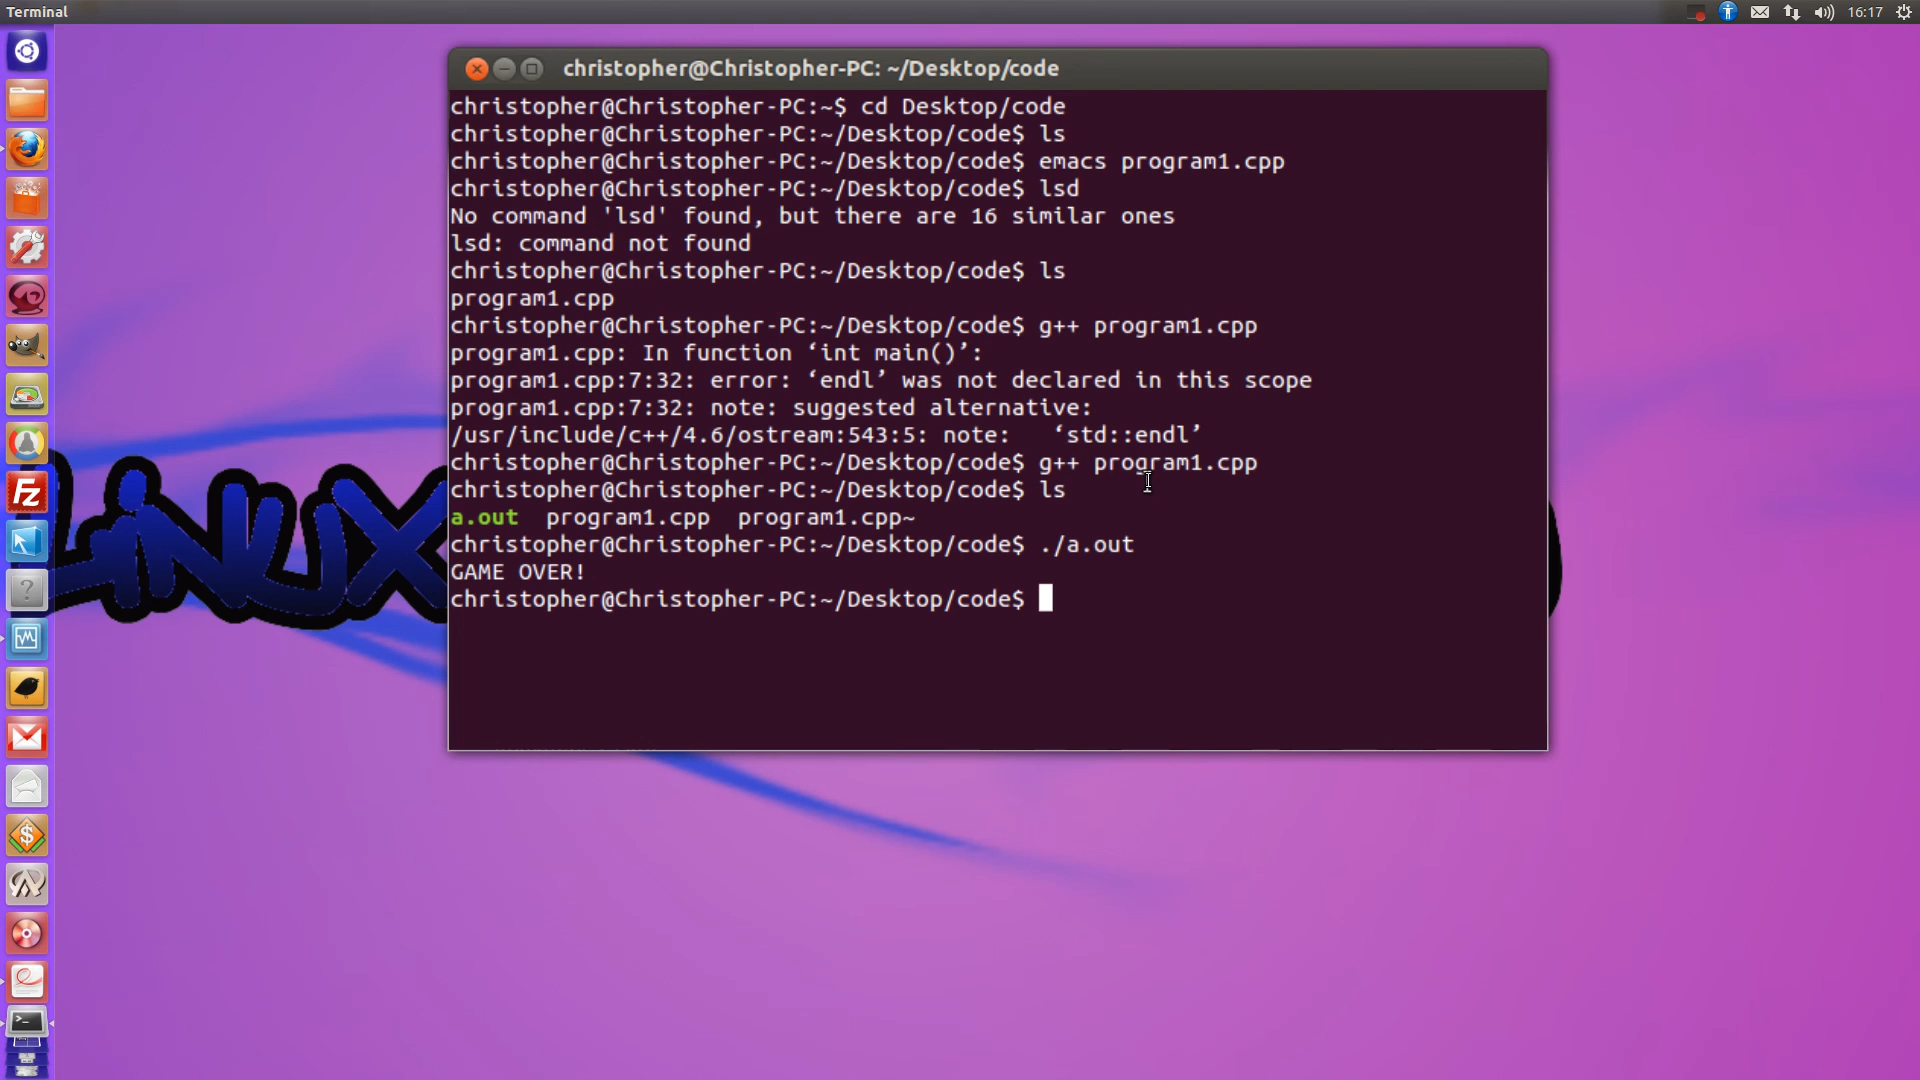 Terminal
16:17
christopher@Christopher-PC: ~/Desktop/code
christopher@Christopher-PC:~$ cd Desktop/code
christopher@Christopher-PC:~/Desktop/code$ ls
christopher@Christopher-PC:~/Desktop/code$ emacs program1.cpp
christopher@Christopher-PC:~/Desktop/code$ lsd
No command 'lsd' found, but there are 16 similar ones
lsd: command not found
christopher@Christopher-PC:~/Desktop/code$ ls
program1.cpp
christopher@Christopher-PC:~/Desktop/code$ g++ program1.cpp
program1.cpp: In function ‘int main()’:
program1.cpp:7:32: error: ‘endl’ was not declared in this scope
program1.cpp:7:32: note: suggested alternative:
/usr/include/c++/4.6/ostream:543:5: note:   ‘std::endl’
christopher@Christopher-PC:~/Desktop/code$ g++ program1.cpp
christopher@Christopher-PC:~/Desktop/code$ ls
a.out  program1.cpp  program1.cpp~
christopher@Christopher-PC:~/Desktop/code$ ./a.out
GAME OVER!
christopher@Christopher-PC:~/Desktop/code$
Fz
LiNUX